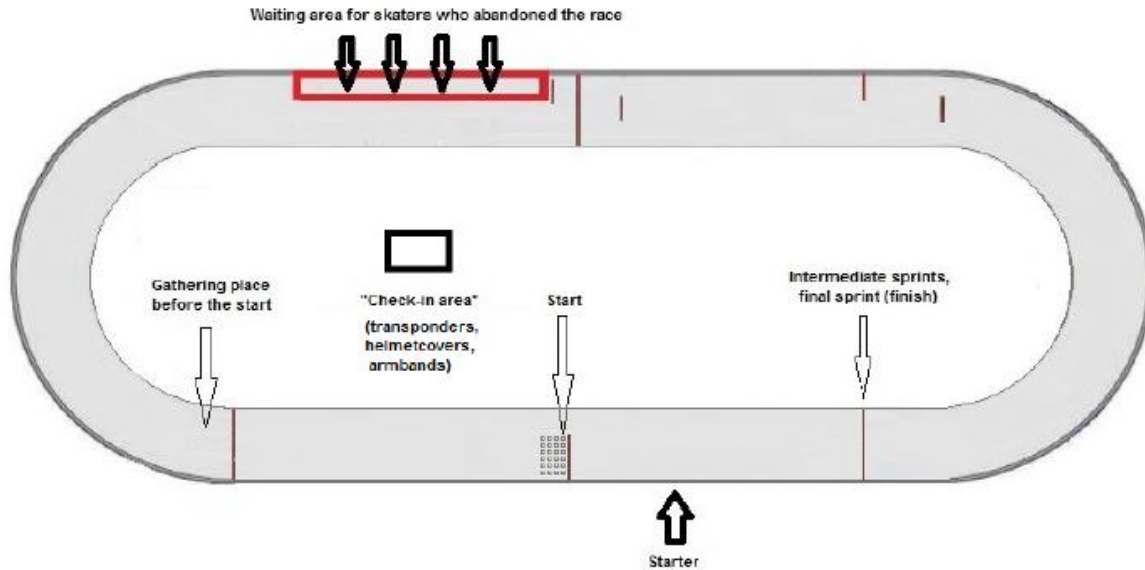 Waiting area for skaters who abandoned the race
Gathering place
before the start
"Check-in area"
(transponders,
helmetcovers,
armbands)
Start
Intermediate sprints,
final sprint (finish)
Starter